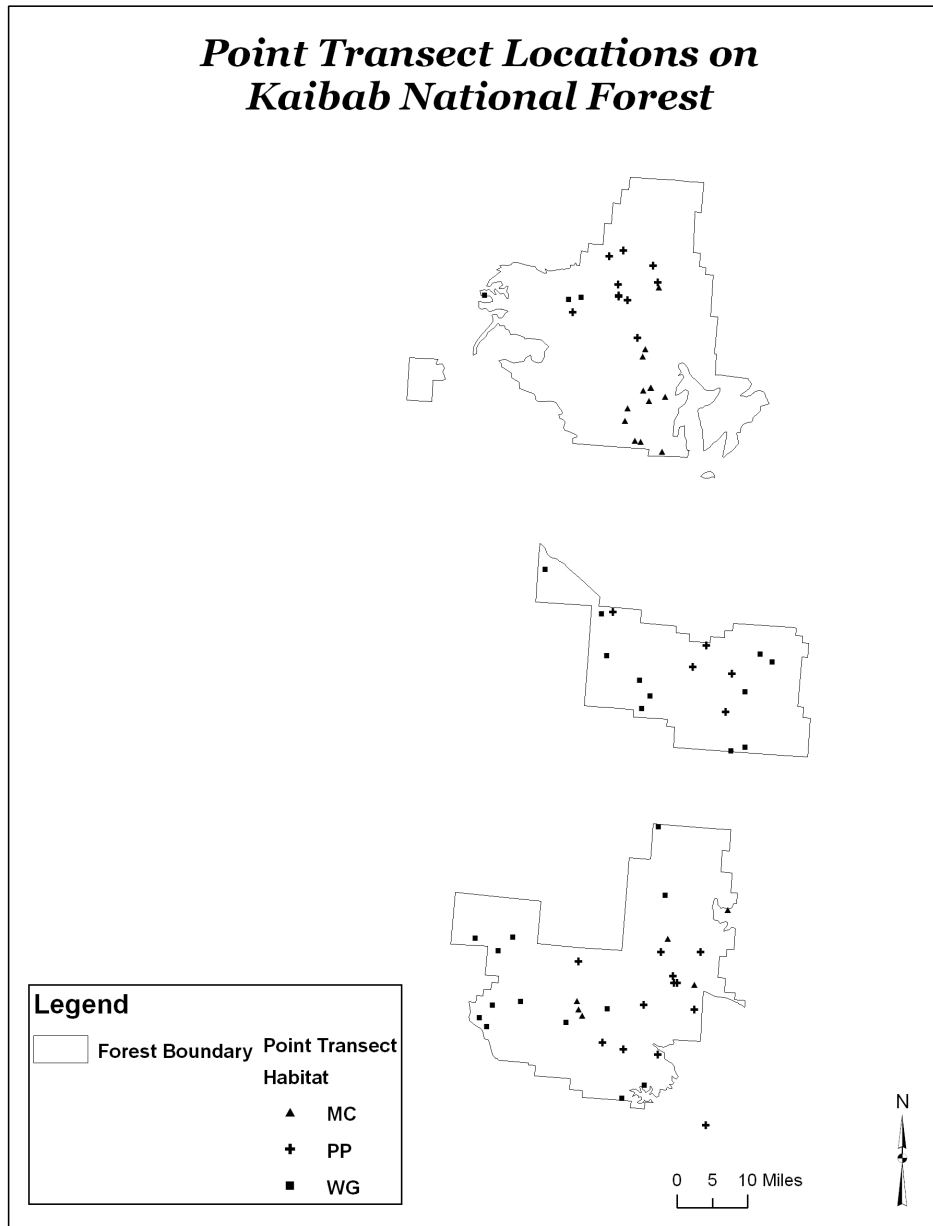 Point Transect Locations on
Kaibab National Forest
Legend
Forest Boundary
Point Transect
Habitat
MC
PP
WG
N
0 5 10 Miles